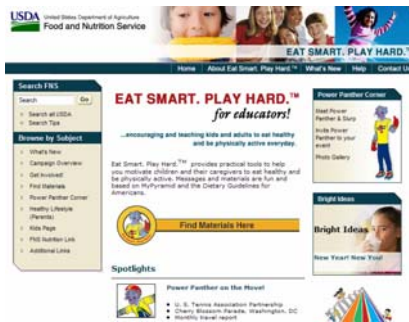 USDA United States Department of Agriculture
Food and Nutrition Service
EAT SMART. PLAY HARD.™
Home About Eat Smart. Play Hard.™ What's New Help Contact Us
Search FNS
Search Go
Search all USDA
Search Tips
Browse by Subject
What's New
Campaign Overview
Get Involved!
Find Materials
Power Panther Corner
Healthy Lifestyle
(Parents)
Kids Page
FNS Nutrition Link
Additional Links
EAT SMART. PLAY HARD.™
for educators!
...encouraging and teaching kids and adults to eat healthy
and be physically active everyday.
Eat Smart. Play Hard.™ provides practical tools to help
you motivate children and their caregivers to eat healthy and
be physically active. Messages and materials are fun and
based on MyPyramid and the Dietary Guidelines for
Americans.
Find Materials Here
Spotlights
Power Panther on the Move!
U. S. Tennis Association Partnership
Cherry Blossom Parade, Washington, DC
Monthly travel report
Power Panther Corner
Meet Power
Panther & Slurp
Invite Power
Panther to your
event
Photo Gallery
Bright Ideas
Bright Ideas
New Year! New You!